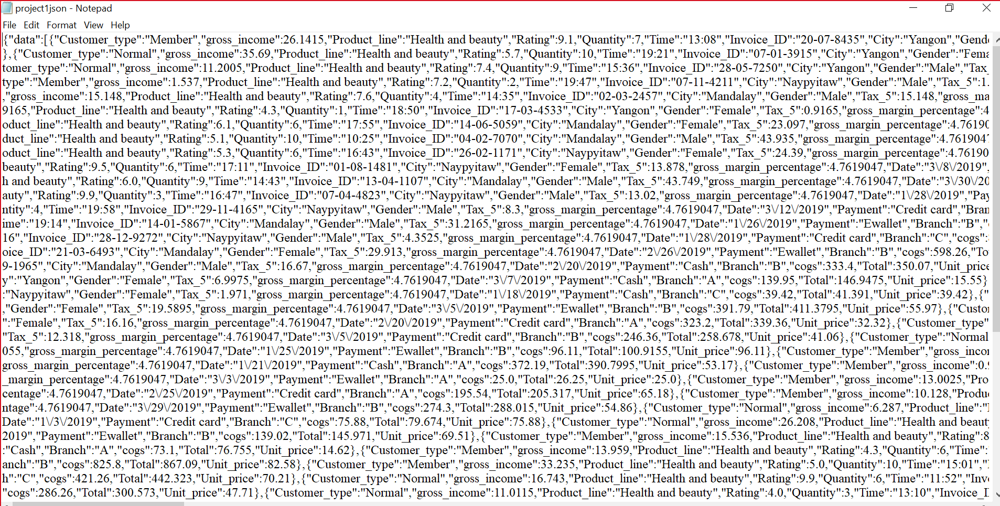 project1json - Notepad
File Edit Format View Help
{"data":[{"Customer_type":"Member","gross_income":26.1415,"Product_line":"Health and beauty","Rating":9.1,"Quantity":7,"Time":"13:08","Invoice_ID":"20-07-8435","City":"Yangon","Gend
},{"Customer_type":"Normal","gross_income":35.69,"Product_line":"Health and beauty","Rating":5.7,"Quantity":10,"Time":"19:21","Invoice_ID":"07-01-3915","City":"Yangon","Gender":"Fema
tomer_type":"Normal","gross_income":11.2005,"Product_line":"Health and beauty","Rating":7.4,"Quantity":9,"Time":"15:36","Invoice_ID":"28-05-7250","City":"Yangon","Gender":"Male","Tax_
type":"Member","gross_income":1.537,"Product_line":"Health and beauty","Rating":7.2,"Quantity":2,"Time":"19:47","Invoice_ID":"07-11-4211","City":"Naypyitaw","Gender":"Male","Tax_5":1.
,"gross_income":15.148,"Product_line":"Health and beauty","Rating":7.6,"Quantity":4,"Time":"14:35","Invoice_ID":"02-03-2457","City":"Mandalay","Gender":"Male","Tax_5":15.148,"gross_ma
9165,"Product_line":"Health and beauty","Rating":4.3,"Quantity":1,"Time":"18:50","Invoice_ID":"17-03-4533","City":"Yangon","Gender":"Female","Tax_5":0.9165,"gross_margin_percentage":4
oduct_line":"Health and beauty","Rating":6.1,"Quantity":6,"Time":"17:55","Invoice_ID":"14-06-5059","City":"Mandalay","Gender":"Female","Tax_5":23.097,"gross_margin_percentage":4.76190
duct_line":"Health and beauty","Rating":5.1,"Quantity":10,"Time":"10:25","Invoice_ID":"04-02-7070","City":"Mandalay","Gender":"Male","Tax_5":43.935,"gross_margin_percentage":4.7619047
oduct_line":"Health and beauty","Rating":5.3,"Quantity":6,"Time":"16:43","Invoice_ID":"26-02-1171","City":"Naypyitaw","Gender":"Female","Tax_5":24.39,"gross_margin_percentage":4.76190
beauty","Rating":9.5,"Quantity":6,"Time":"17:11","Invoice_ID":"01-08-1481","City":"Naypyitaw","Gender":"Female","Tax_5":13.878,"gross_margin_percentage":4.7619047,"Date":"3\/8\/2019",
h and beauty","Rating":6.0,"Quantity":9,"Time":"14:43","Invoice_ID":"13-04-1107","City":"Mandalay","Gender":"Male","Tax_5":43.749,"gross_margin_percentage":4.7619047,"Date":"3\/30\/20
auty","Rating":9.9,"Quantity":3,"Time":"16:47","Invoice_ID":"07-04-4823","City":"Naypyitaw","Gender":"Male","Tax_5":13.02,"gross_margin_percentage":4.7619047,"Date":"1\/28\/2019","Pay
ntity":4,"Time":"19:58","Invoice_ID":"29-11-4165","City":"Naypyitaw","Gender":"Male","Tax_5":8.3,"gross_margin_percentage":4.7619047,"Date":"3\/12\/2019","Payment":"Credit card","Bran
ime":"19:14","Invoice_ID":"14-01-5867","City":"Mandalay","Gender":"Male","Tax_5":31.2165,"gross_margin_percentage":4.7619047,"Date":"1\/26\/2019","Payment":"Ewallet","Branch":"B","
16","Invoice_ID":"28-12-9272","City":"Naypyitaw","Gender":"Male","Tax_5":4.3525,"gross_margin_percentage":4.7619047,"Date":"1\/28\/2019","Payment":"Credit card","Branch":"C","cogs":
oice_ID":"21-03-6493","City":"Mandalay","Gender":"Female","Tax_5":29.913,"gross_margin_percentage":4.7619047,"Date":"2\/26\/2019","Payment":"Ewallet","Branch":"B","cogs":598.26,"To
9-1965","City":"Mandalay","Gender":"Male","Tax_5":16.67,"gross_margin_percentage":4.7619047,"Date":"2\/20\/2019","Payment":"Cash","Branch":"B","cogs":333.4,"Total":350.07,"Unit_price
y":"Yangon","Gender":"Female","Tax_5":6.9975,"gross_margin_percentage":4.7619047,"Date":"3\/7\/2019","Payment":"Cash","Branch":"A","cogs":139.95,"Total":146.9475,"Unit_price":15.55}
:"Naypyitaw","Gender":"Female","Tax_5":1.971,"gross_margin_percentage":4.7619047,"Date":"1\/18\/2019","Payment":"Cash","Branch":"C","cogs":39.42,"Total":41.391,"Unit_price":39.42},{"
,"Gender":"Female","Tax_5":19.5895,"gross_margin_percentage":4.7619047,"Date":"3\/5\/2019","Payment":"Ewallet","Branch":"B","cogs":391.79,"Total":411.3795,"Unit_price":55.97},{"Custo
":"Female","Tax_5":16.16,"gross_margin_percentage":4.7619047,"Date":"2\/20\/2019","Payment":"Credit card","Branch":"A","cogs":323.2,"Total":339.36,"Unit_price":32.32},{"Customer_type"
"Tax_5":12.318,"gross_margin_percentage":4.7619047,"Date":"3\/5\/2019","Payment":"Credit card","Branch":"B","cogs":246.36,"Total":258.678,"Unit_price":41.06},{"Customer_type":"Normal
055,"gross_margin_percentage":4.7619047,"Date":"1\/25\/2019","Payment":"Ewallet","Branch":"B","cogs":96.11,"Total":100.9155,"Unit_price":96.11},{"Customer_type":"Member","gross_incor
gross_margin_percentage":4.7619047,"Date":"1\/21\/2019","Payment":"Cash","Branch":"A","cogs":372.19,"Total":390.7995,"Unit_price":53.17},{"Customer_type":"Member","gross_income":0.9
_margin_percentage":4.7619047,"Date":"3\/3\/2019","Payment":"Ewallet","Branch":"A","cogs":25.0,"Total":26.25,"Unit_price":25.0},{"Customer_type":"Member","gross_income":13.0025,"Pro
centage":4.7619047,"Date":"2\/25\/2019","Payment":"Credit card","Branch":"A","cogs":195.54,"Total":205.317,"Unit_price":65.18},{"Customer_type":"Member","gross_income":10.128,"Produ
ntage":4.7619047,"Date":"3\/29\/2019","Payment":"Ewallet","Branch":"B","cogs":274.3,"Total":288.015,"Unit_price":54.86},{"Customer_type":"Normal","gross_income":6.287,"Product_line":"
Date":"1\/3\/2019","Payment":"Credit card","Branch":"C","cogs":75.88,"Total":79.674,"Unit_price":75.88},{"Customer_type":"Normal","gross_income":26.208,"Product_line":"Health and beaut
2019","Payment":"Ewallet","Branch":"B","cogs":139.02,"Total":145.971,"Unit_price":69.51},{"Customer_type":"Member","gross_income":15.536,"Product_line":"Health and beauty","Rating":8
:"Cash","Branch":"A","cogs":73.1,"Total":76.755,"Unit_price":14.62},{"Customer_type":"Member","gross_income":13.959,"Product_line":"Health and beauty","Rating":4.3,"Quantity":6,"Time":
anch":"B","cogs":825.8,"Total":867.09,"Unit_price":82.58},{"Customer_type":"Member","gross_income":33.235,"Product_line":"Health and beauty","Rating":5.0,"Quantity":10,"Time":"15:01","
h":"C","cogs":421.26,"Total":442.323,"Unit_price":70.21},{"Customer_type":"Normal","gross_income":16.743,"Product_line":"Health and beauty","Rating":9.9,"Quantity":6,"Time":"11:52","Inv
"cogs":286.26,"Total":300.573,"Unit_price":47.71},{"Customer_type":"Normal","gross_income":11.0115,"Product_line":"Health and beauty","Rating":4.0,"Quantity":3,"Time":"13:10","Invoice_I